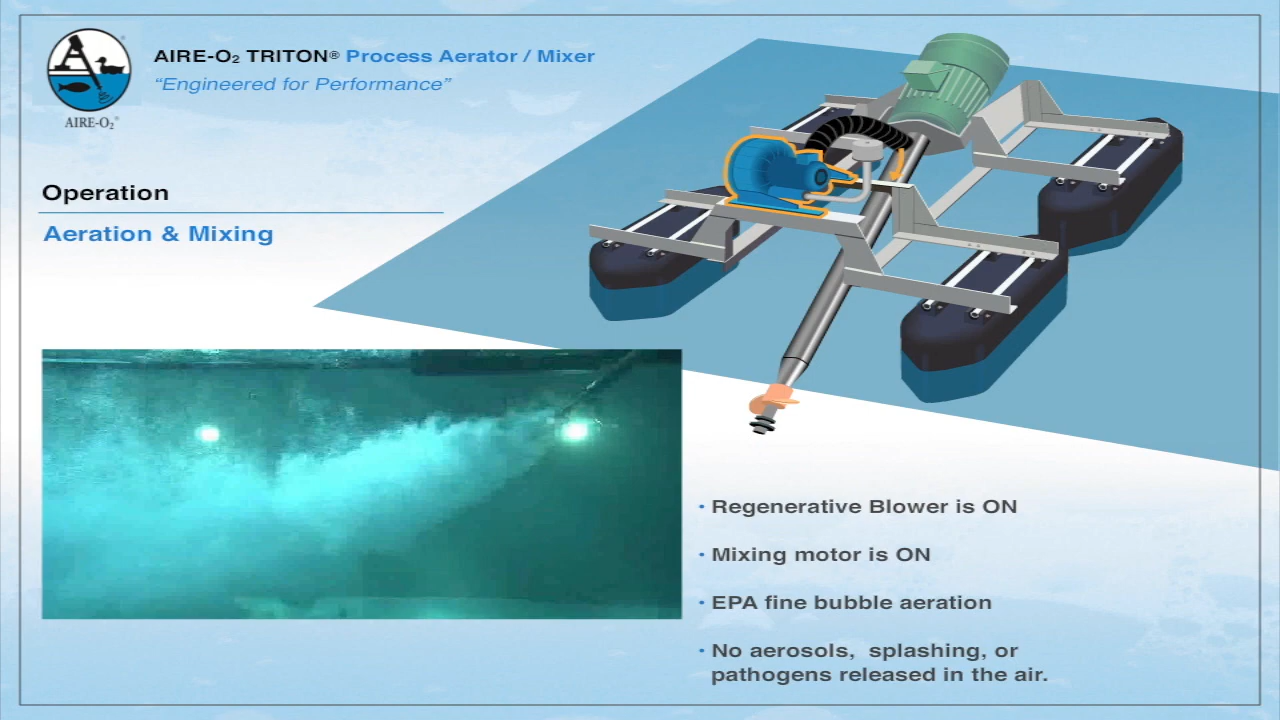 AIRE-O₂ TRITON® Process Aerator / Mixer
“Engineered for Performance”
AIRE-O₂®
Operation
Aeration & Mixing
• Regenerative Blower is ON
• Mixing motor is ON
• EPA fine bubble aeration
• No aerosols,  splashing, or
pathogens released in the air.